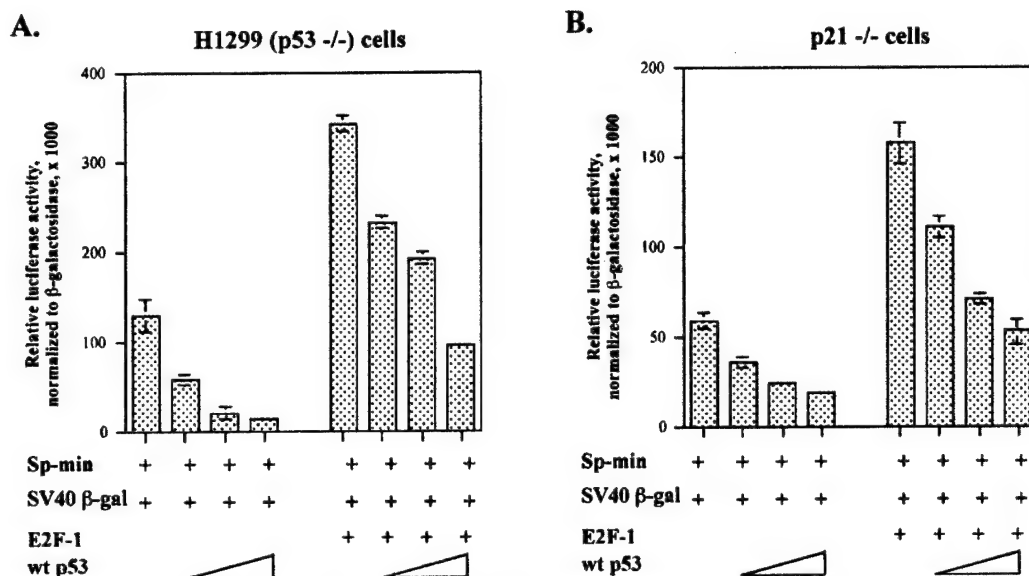 A.
H1299 (p53 -/-) cells
Relative luciferase activity,
normalized to β-galactosidase, x 1000
400
300
200
100
0
Sp-min + + + + + + + +
SV40 β-gal + + + + + + + +
E2F-1 + + + +
wt p53
B.
p21 -/- cells
Relative luciferase activity,
normalized to β-galactosidase, x 1000
200
150
100
50
0
Sp-min + + + + + + + +
SV40 β-gal + + + + + + + +
E2F-1 + + + +
wt p53